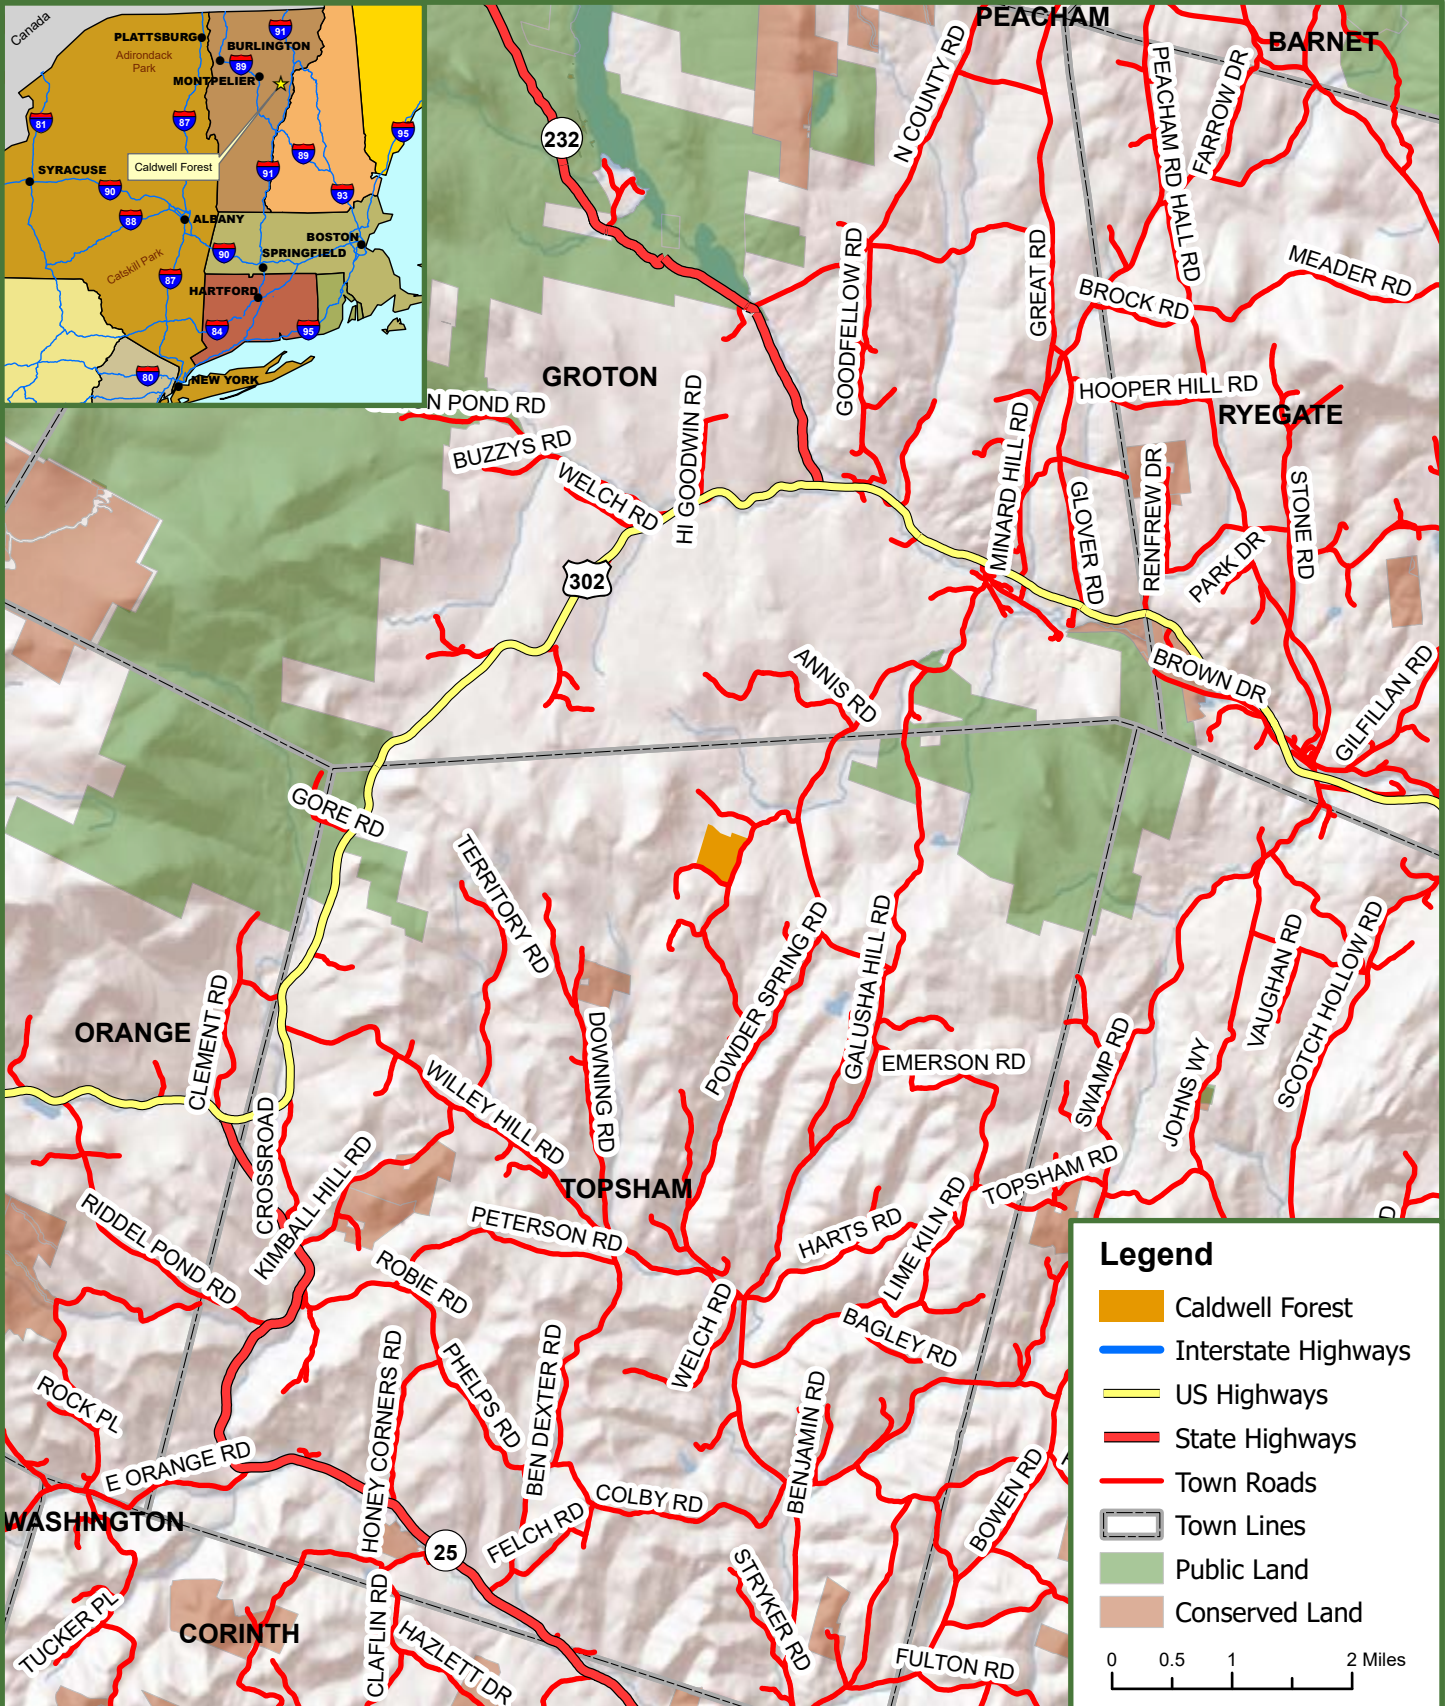 Canada
PLATTSBURG
Adirondack
Park
BURLINGTON
MONTPELIER
91
89
81
87
95
Caldwell Forest
89
91
93
SYRACUSE
90
88
ALBANY
BOSTON
90
SPRINGFIELD
Catskill Park
87
HARTFORD
84
95
80
NEW YORK
PEACHAM
BARNET
232
N COUNTY RD
PEACHAM RD
FARROW DR
HALL RD
GREAT RD
GOODFELLOW RD
MEADER RD
BROCK RD
GROTON
HOOPER HILL RD
RYEGATE
N POND RD
BUZZYS RD
WELCH RD
HI GOODWIN RD
MINARD HILL RD
GLOVER RD
RENFREW DR
STONE RD
PARK DR
302
ANNIS RD
BROWN DR
GILFILLAN RD
GORE RD
TERRITORY RD
POWDER SPRING RD
GALUSHA HILL RD
VAUGHAN RD
SCOTCH HOLLOW RD
ORANGE
CLEMENT RD
DOWNING RD
EMERSON RD
SWAMP RD
JOHNS WY
WILLEY HILL RD
CROSSROAD
KIMBALL HILL RD
TOPSHAM
TOPSHAM RD
RIDDEL POND RD
PETERSON RD
HARTS RD
LIME KILN RD
D
ROBIE RD
WELCH RD
BAGLEY RD
PHELPS RD
HONEY CORNERS RD
BEN DEXTER RD
BENJAMIN RD
ROCK PL
E ORANGE RD
COLBY RD
BOWEN RD
WASHINGTON
25
FELCH RD
STRYKER RD
TUCKER PL
CORINTH
CLAFLIN RD
HAZLETT DR
FULTON RD
Legend
Caldwell Forest
Interstate Highways
US Highways
State Highways
Town Roads
Town Lines
Public Land
Conserved Land
0 0.5 1 2 Miles